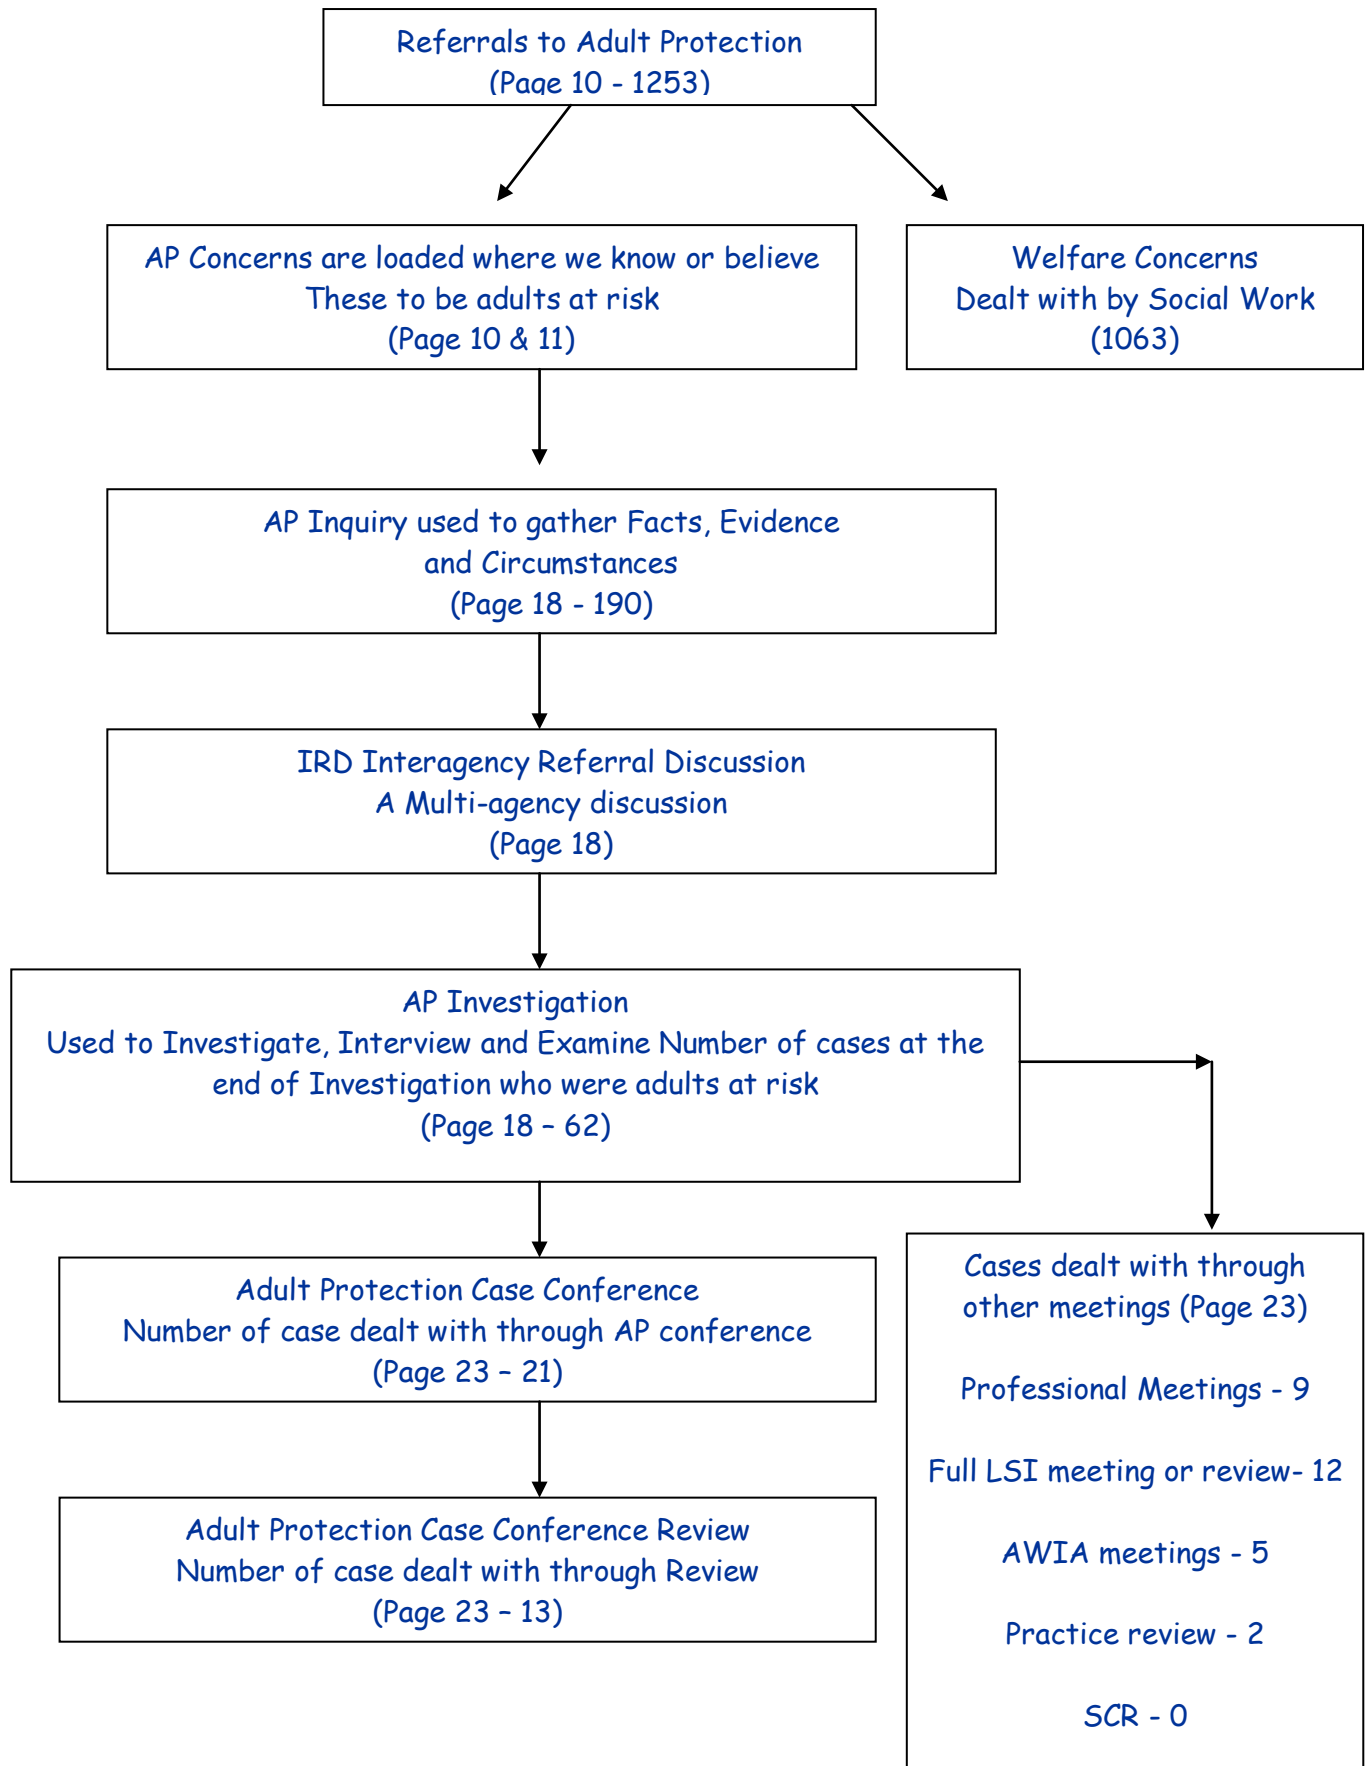 Referrals to Adult Protection
(Page 10 - 1253)
AP Concerns are loaded where we know or believe
These to be adults at risk
(Page 10 & 11)
Welfare Concerns
Dealt with by Social Work
(1063)
AP Inquiry used to gather Facts, Evidence
and Circumstances
(Page 18 - 190)
IRD Interagency Referral Discussion
A Multi-agency discussion
(Page 18)
AP Investigation
Used to Investigate, Interview and Examine Number of cases at the
end of Investigation who were adults at risk
(Page 18 – 62)
Adult Protection Case Conference
Number of case dealt with through AP conference
(Page 23 – 21)
Adult Protection Case Conference Review
Number of case dealt with through Review
(Page 23 – 13)
Cases dealt with through
other meetings (Page 23)
Professional Meetings - 9
Full LSI meeting or review- 12
AWIA meetings - 5
Practice review - 2
SCR - 0